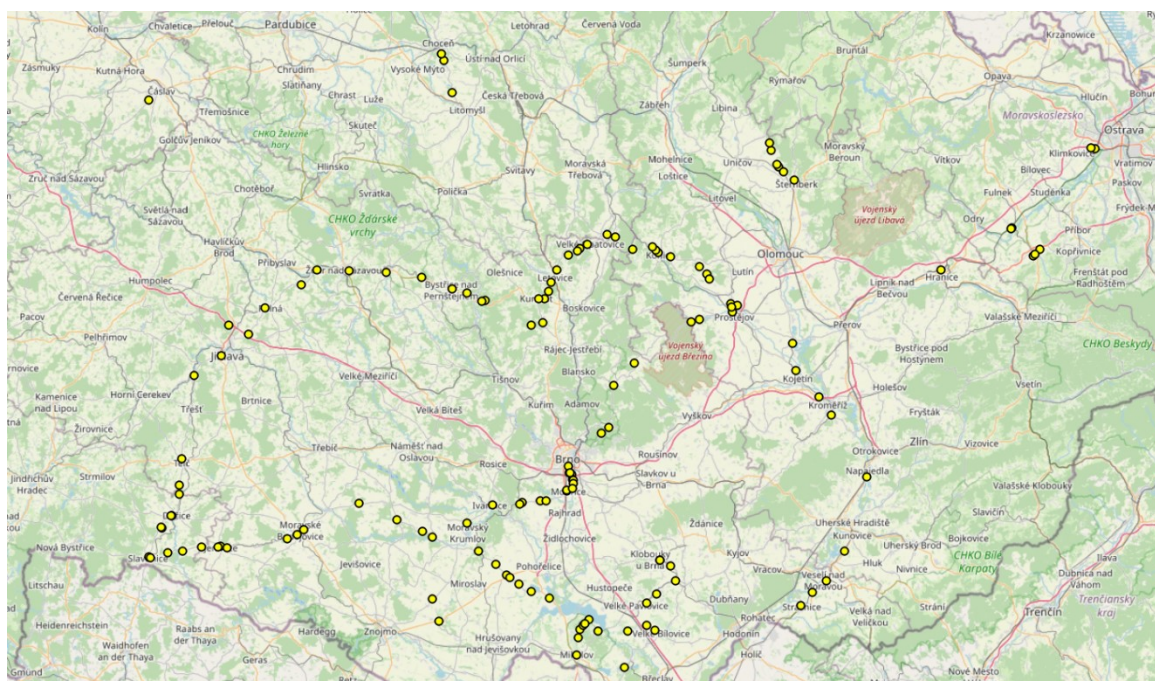 Kolín
Chvaletice
Přelouč
Pardubice
Letohrad
Červená Voda
Krzanowice
Choceň
Ústí nad Orlicí
Šumperk
Bruntál
Zásmuky
Kutná Hora
Čáslav
Chrudim
Slatiňany
Vysoké Mýto
Rýmařov
Opava
Hlučín
Třemošnice
Chrast
Luže
Litomyšl
Česká Třebová
Zábřeh
Libina
Moravskoslezsko
Ostrava
Golčův Jeníkov
CHKO Železné
hory
Skuteč
Moravský
Beroun
Klimkovice
Vratimov
Hlinsko
Svitavy
Moravská
Třebová
Mohelnice
Loštice
Uničov
Šternberk
Vítkov
Bílovec
Paskov
Zruč nad Sázavou
Chotěboř
Svratka
Polička
Litovel
Fulnek
Studénka
Světlá nad
Sázavou
CHKO Žďárské
vrchy
Vojenský
újezd Libavá
Odry
Příbor
Havlíčkův
Brod
Olomouc
Kopřivnice
Humpolec
Přibyslav
Olešnice
Letovice
Lutín
Lipník nad
Bečvou
Hranice
Frenštát pod
Radhoštěm
Červená Řečice
Bystřice nad
Pernštejnem
Boskovice
Prostějov
Přerov
Valašské Meziříčí
Pacov
Pelhřimov
Jihlava
Rájec-Jestřebí
Vojenský
újezd Březina
Bystřice pod
Hostýnem
CHKO Beskydy
Velké Meziříčí
Tišnov
Blansko
Kojetín
Vsetín
Kamenice
nad Lipou
Horní Cerekev
Třešť
Brtnice
Velká Bíteš
Kuřim
Adamov
Vyškov
Kroměříž
Holešov
Fryšták
Žirovnice
Třebíč
Náměšť nad
Oslavou
Rosice
Brno
Rousínov
Slavkov u
Brna
Zlín
Vizovice
Otrokovice
Jindřichův
Hradec
Strmilov
Telč
Napajedla
Valašské Klobouky
Ivančice
Rajhrad
Slavičín
Dačice
Moravské
Moravský
Krumlov
Ždánice
Uherské Hradiště
Kunovice
Nová Bystřice
Židlochovice
Klobouky
u Brna
Kyjov
Uherský Brod
Bojkovice
Jevišovice
Pohořelice
Vracov
Veselí nad
Moravou
Hluk
Nivnice
CHKO Bílé
Karpaty
Ilava
Litschau
Miroslav
Hustopeče
Dubňany
Dubnica nad
Váhom
Heidenreichstein
Velké Pavlovice
Strání
Trenčiansky
kraj
Raabs an
der Thaya
Hardegg
Znojmo
Hrušovany
nad Jevišovkou
Velké Bílovice
Rohatec
Hodonín
Velká nad
Veličkou
Trenčín
Waidhofen
an der Thaya
Geras
Holíč
Nové Mesto
Gmünd
Retz
Břeclav